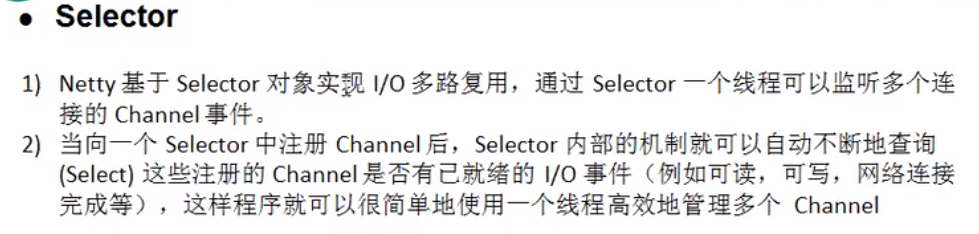 • Selector
1) Netty 基于 Selector 对象实现 I/O 多路复用，通过 Selector 一个线程可以监听多个连
接的 Channel 事件。
2) 当向一个 Selector 中注册 Channel 后，Selector 内部的机制就可以自动不断地查询
(Select) 这些注册的 Channel 是否有已就绪的 I/O 事件（例如可读，可写，网络连接
完成等），这样程序就可以很简单地使用一个线程高效地管理多个 Channel